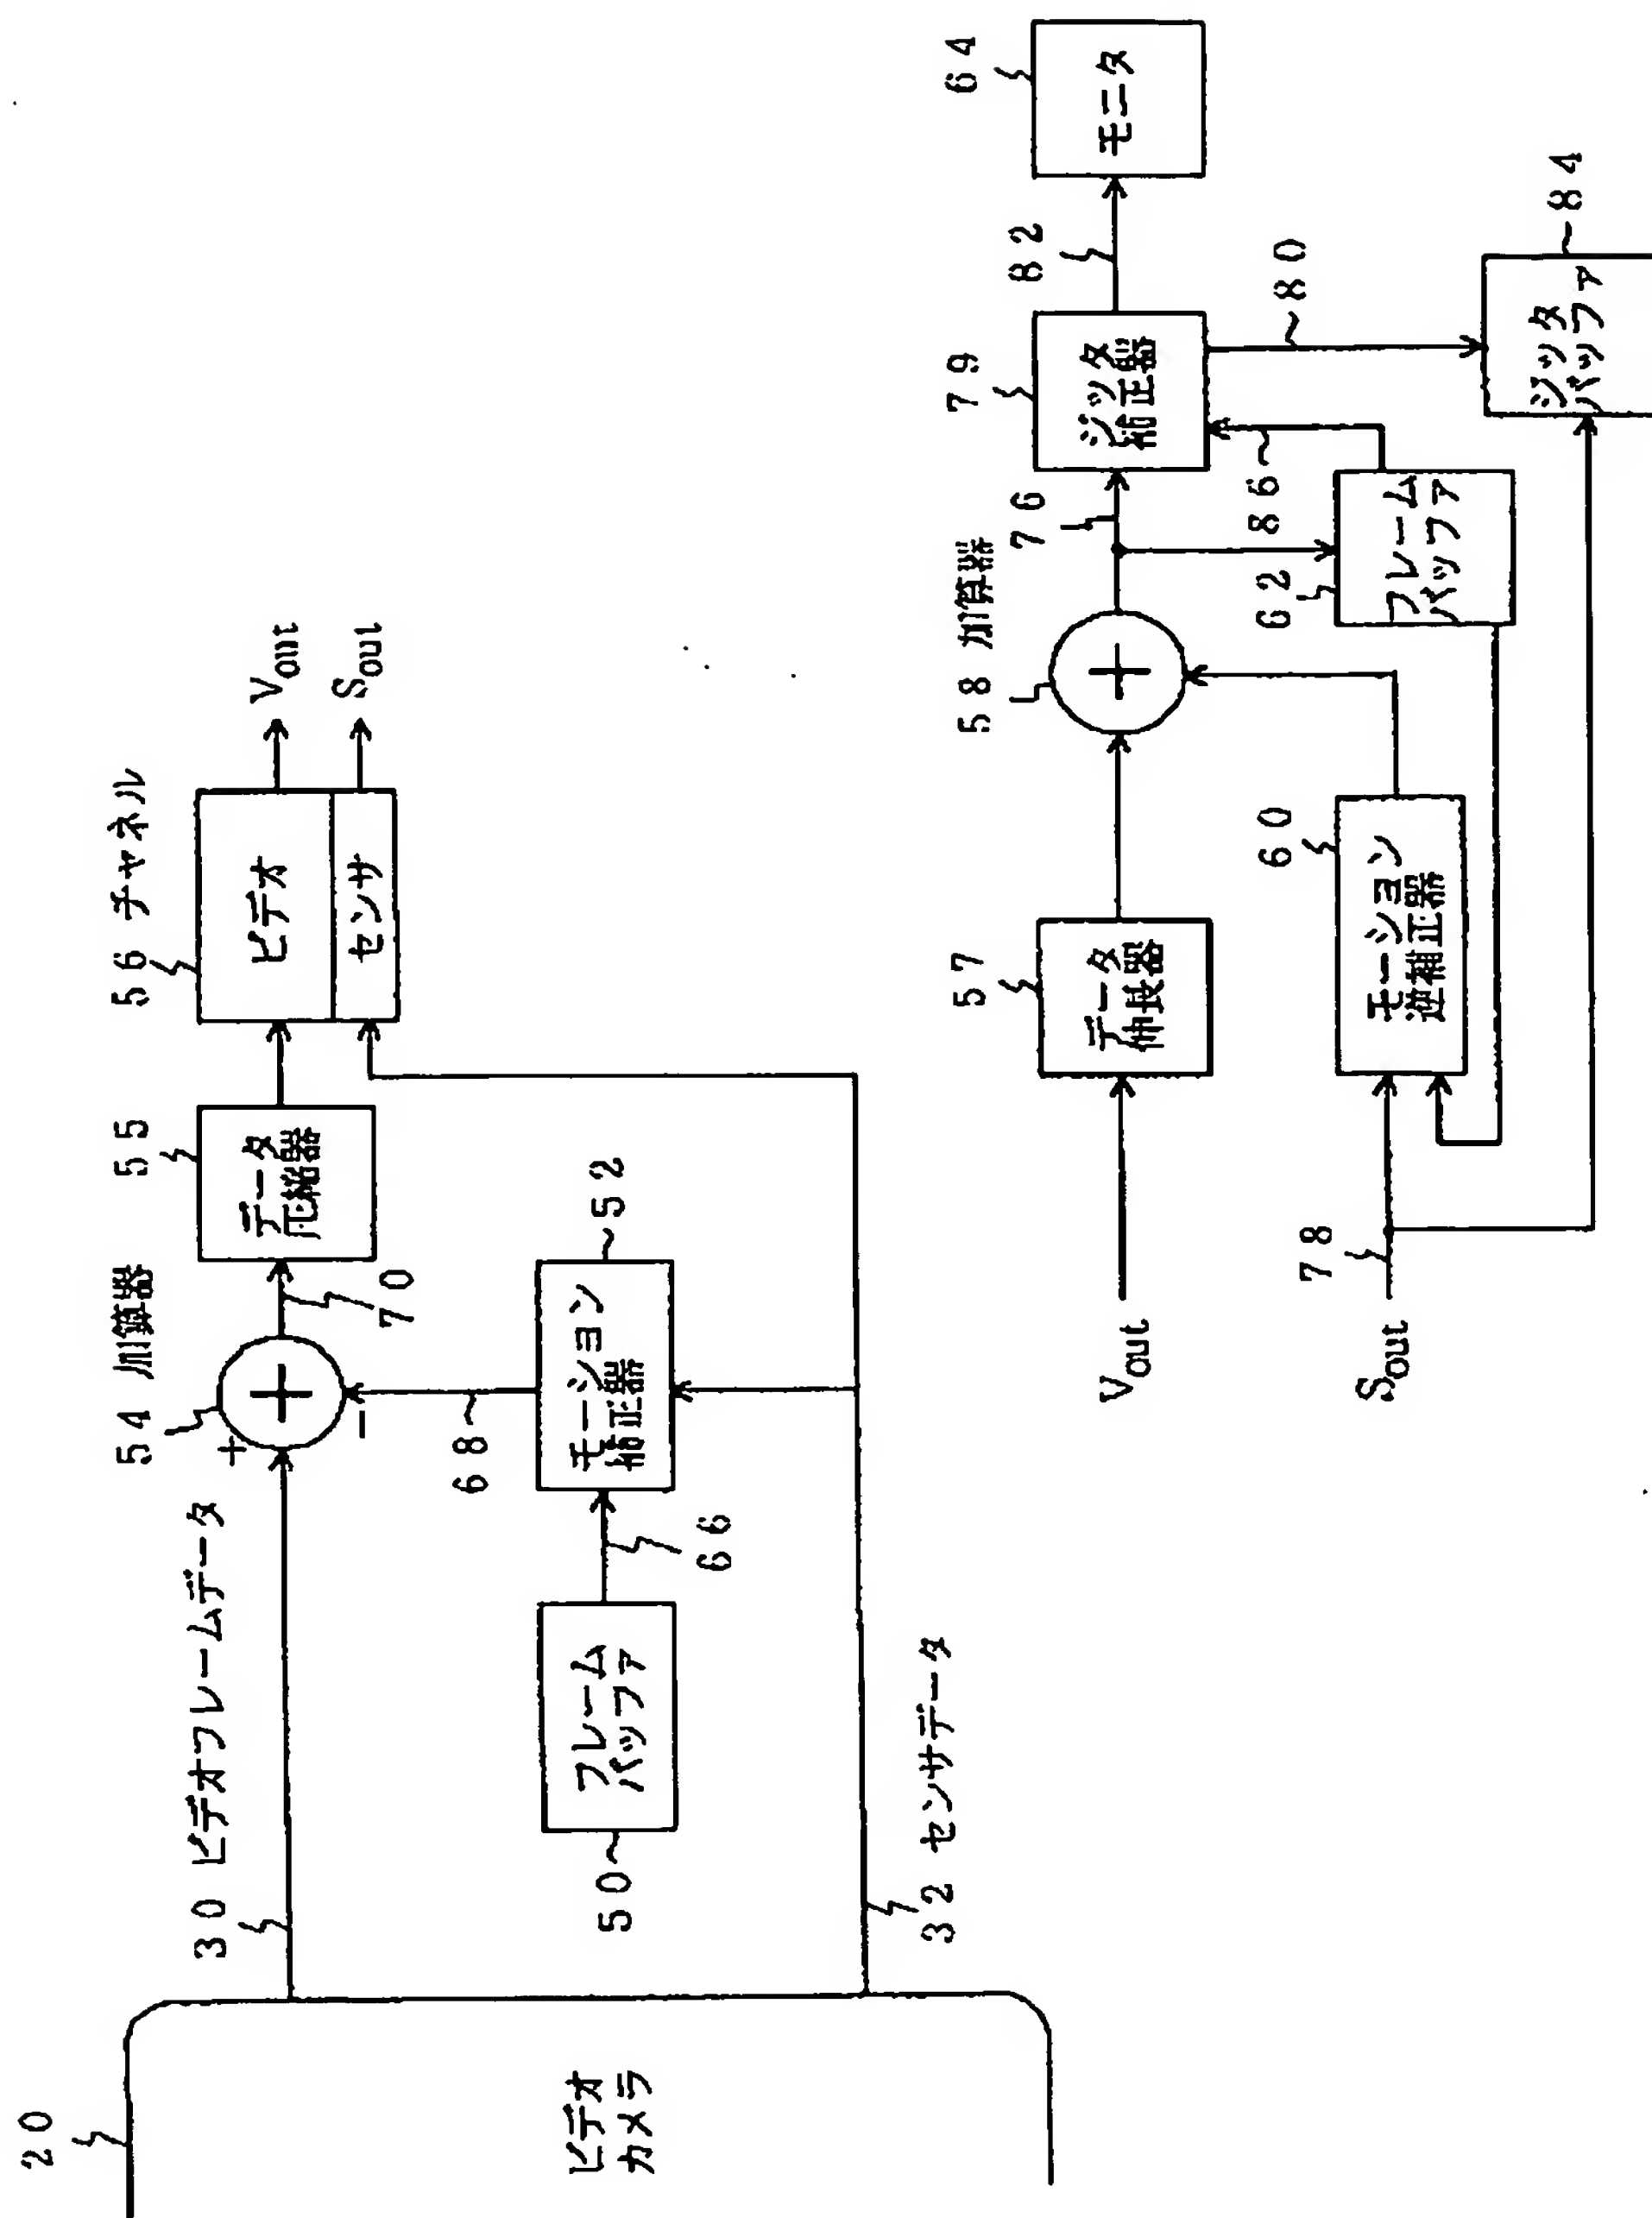 20
ビデオ
カメラ
30 ビデオフレームデータ
32 センサデータ
50
フレーム
バッファ
66
モーション
補正器
52
68
54 加算器
+
−
+
70
55
データ
圧縮器
56 チャネル
ビデオ
センサ
Vout
Sout
Vout
Sout
78
57
データ
伸長器
60
モーション
逆補正器
58 加算器
+
76
62
フレーム
バッファ
86
79
ジッタ
補正器
80
82
64
モニタ
84
ジッタ
バッファ